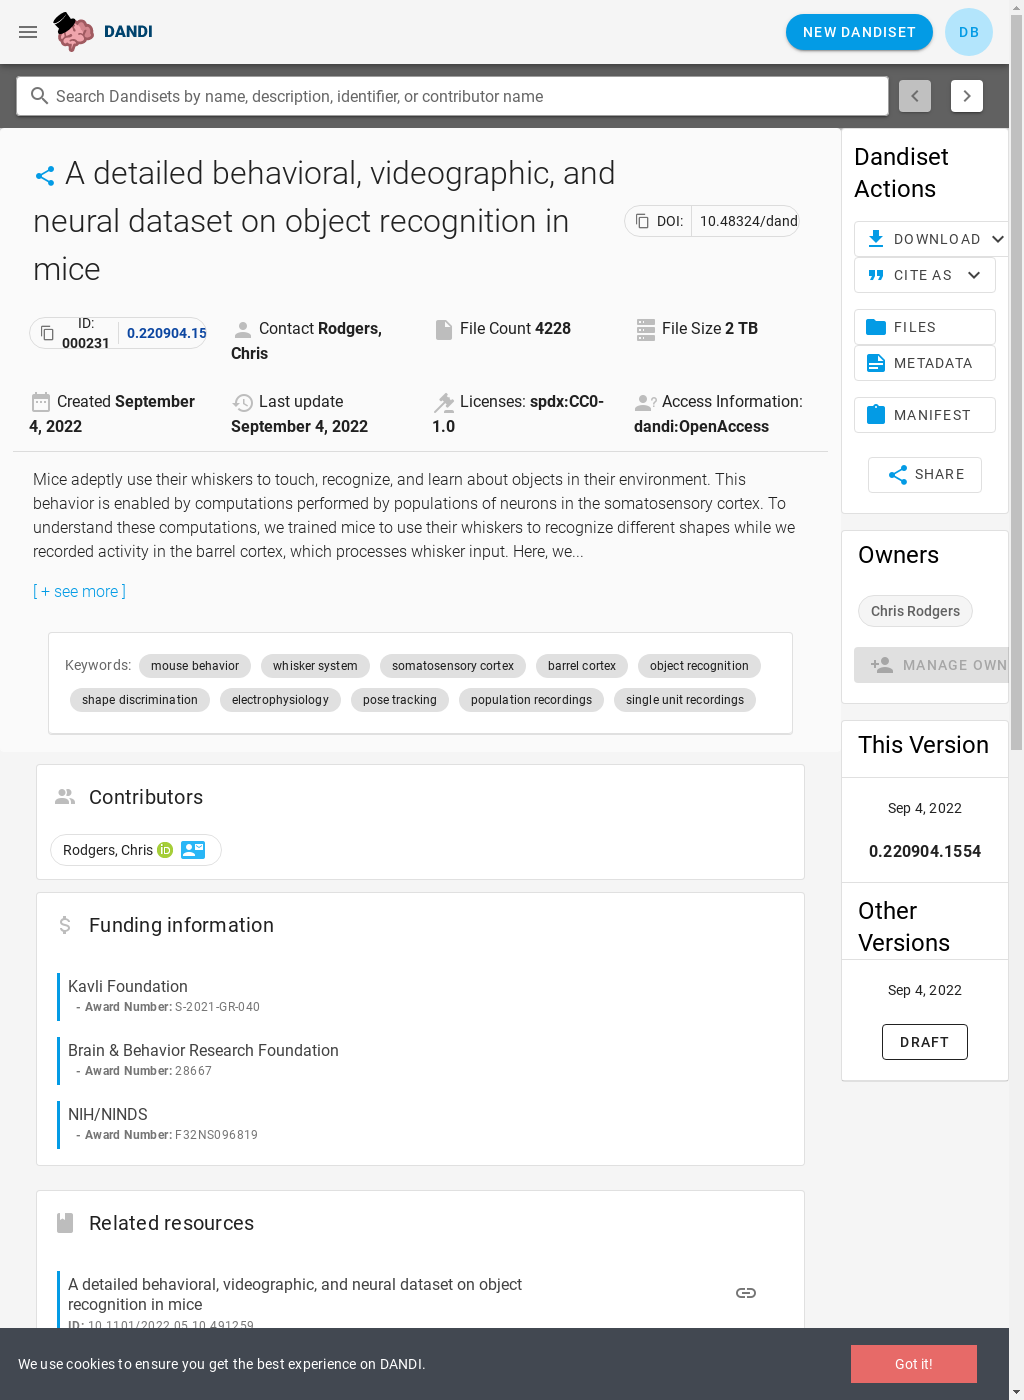 DANDI
NEW DANDISET
DB
Search Dandisets by name, description, identifier, or contributor name
A detailed behavioral, videographic, and
neural dataset on object recognition in
mice
DOI: 10.48324/dand
ID:
000231
0.220904.15
Contact Rodgers,
Chris
File Count 4228
File Size 2 TB
Created September
4, 2022
Last update
September 4, 2022
Licenses: spdx:CC0-
1.0
Access Information:
dandi:OpenAccess
Mice adeptly use their whiskers to touch, recognize, and learn about objects in their environment. This
behavior is enabled by computations performed by populations of neurons in the somatosensory cortex. To
understand these computations, we trained mice to use their whiskers to recognize different shapes while we
recorded activity in the barrel cortex, which processes whisker input. Here, we...
[ + see more ]
Keywords: mouse behavior whisker system somatosensory cortex barrel cortex object recognition
shape discrimination electrophysiology pose tracking population recordings single unit recordings
Contributors
Rodgers, Chris iD
Funding information
Kavli Foundation
- Award Number: S-2021-GR-040
Brain & Behavior Research Foundation
- Award Number: 28667
NIH/NINDS
- Award Number: F32NS096819
Related resources
A detailed behavioral, videographic, and neural dataset on object
recognition in mice
ID: 10.1101/2022.05.10.491259
Dandiset
Actions
DOWNLOAD
CITE AS
FILES
METADATA
MANIFEST
SHARE
Owners
Chris Rodgers
MANAGE OWN
This Version
Sep 4, 2022
0.220904.1554
Other
Versions
Sep 4, 2022
DRAFT
We use cookies to ensure you get the best experience on DANDI.
Got it!